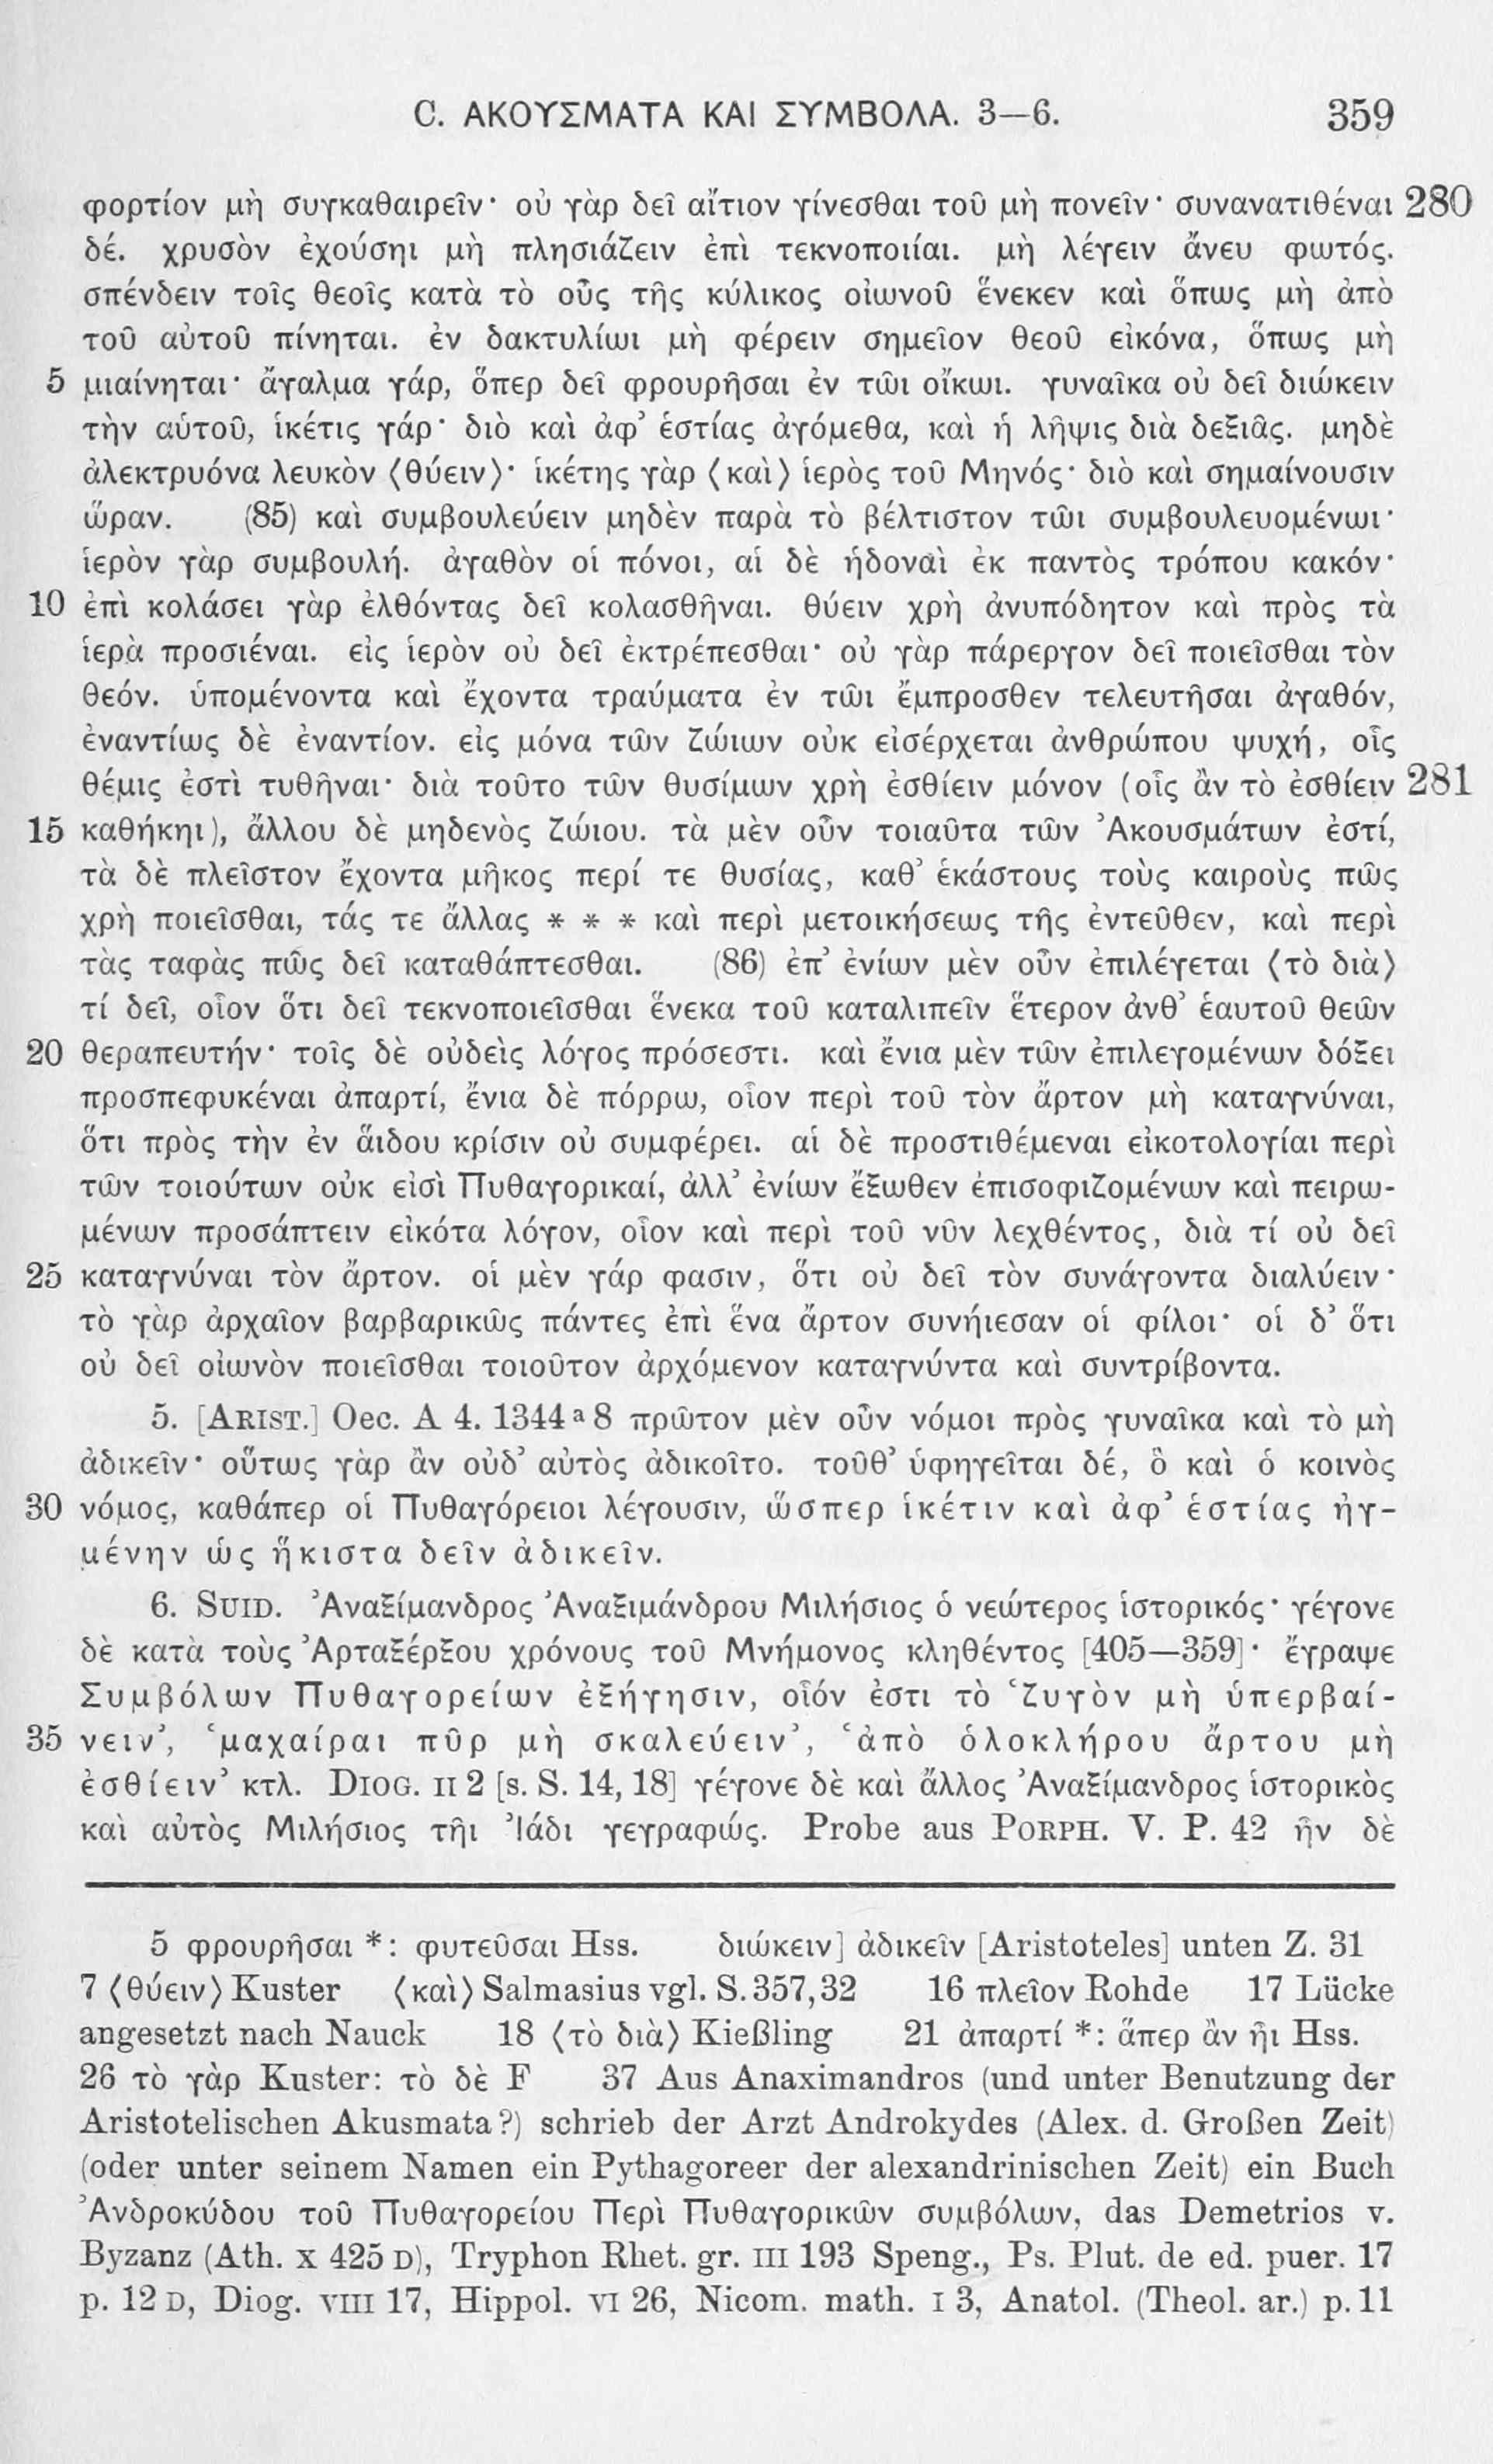 C. ΑΚΟΥΣΜΑΤΑ ΚΑΙ ΣΥΜΒΟΛΑ. 3—6. 359
φορτίον μὴ συγκαθαιρεῖν· οὐ γὰρ δεῖ αἴτιον γίνεσθαι τοῦ μὴ πονεῖν· συνανατιθέναι 280
δέ. χρυσὸν ἐχούσηι μὴ πλησιάζειν ἐπὶ τεκνοποιίαι. μὴ λέγειν ἄνευ φωτός.
σπένδειν τοῖς θεοῖς κατὰ τὸ οὖς τῆς κύλικος οἰωνοῦ ἕνεκεν καὶ ὅπως μὴ ἀπὸ
τοῦ αὐτοῦ πίνηται. ἐν δακτυλίωι μὴ φέρειν σημεῖον θεοῦ εἰκόνα, ὅπως μὴ
5 μιαίνηται· ἄγαλμα γάρ, ὅπερ δεῖ φρουρῆσαι ἐν τῶι οἴκωι. γυναῖκα οὐ δεῖ διώκειν
τὴν αὑτοῦ, ἱκέτις γάρ· διὸ καὶ ἀφ’ ἑστίας ἀγόμεθα, καὶ ἡ λῆψις διὰ δεξιᾶς. μηδὲ
ἀλεκτρυόνα λευκὸν ⟨θύειν⟩· ἱκέτης γὰρ ⟨καὶ⟩ ἱερὸς τοῦ Μηνός· διὸ καὶ σημαίνουσιν
ὥραν. (85) καὶ συμβουλεύειν μηδὲν παρὰ τὸ βέλτιστον τῶι συμβουλευομένωι·
ἱερὸν γὰρ συμβουλή. ἀγαθὸν οἱ πόνοι, αἱ δὲ ἡδοναὶ ἐκ παντὸς τρόπου κακόν·
10 ἐπὶ κολάσει γὰρ ἐλθόντας δεῖ κολασθῆναι. θύειν χρὴ ἀνυπόδητον καὶ πρὸς τὰ
ἱερὰ προσιέναι. εἰς ἱερὸν οὐ δεῖ ἐκτρέπεσθαι· οὐ γὰρ πάρεργον δεῖ ποιεῖσθαι τὸν
θεόν. ὑπομένοντα καὶ ἔχοντα τραύματα ἐν τῶι ἔμπροσθεν τελευτῆσαι ἀγαθόν,
ἐναντίως δὲ ἐναντίον. εἰς μόνα τῶν ζώιων οὐκ εἰσέρχεται ἀνθρώπου ψυχή, οἷς
θέμις ἐστὶ τυθῆναι· διὰ τοῦτο τῶν θυσίμων χρὴ ἐσθίειν μόνον (οἷς ἂν τὸ ἐσθίειν 281
15 καθήκηι), ἄλλου δὲ μηδενὸς ζώιου. τὰ μὲν οὖν τοιαῦτα τῶν Ἀκουσμάτων ἐστί,
τὰ δὲ πλεῖστον ἔχοντα μῆκος περί τε θυσίας, καθ’ ἑκάστους τοὺς καιροὺς πῶς
χρὴ ποιεῖσθαι, τάς τε ἄλλας * * * καὶ περὶ μετοικήσεως τῆς ἐντεῦθεν, καὶ περὶ
τὰς ταφὰς πῶς δεῖ καταθάπτεσθαι. (86) ἐπ’ ἐνίων μὲν οὖν ἐπιλέγεται ⟨τὸ διὰ⟩
τί δεῖ, οἷον ὅτι δεῖ τεκνοποιεῖσθαι ἕνεκα τοῦ καταλιπεῖν ἕτερον ἀνθ’ ἑαυτοῦ θεῶν
20 θεραπευτήν· τοῖς δὲ οὐδεὶς λόγος πρόσεστι. καὶ ἔνια μὲν τῶν ἐπιλεγομένων δόξει
προσπεφυκέναι ἀπαρτί, ἔνια δὲ πόρρω, οἷον περὶ τοῦ τὸν ἄρτον μὴ καταγνύναι,
ὅτι πρὸς τὴν ἐν ἅιδου κρίσιν οὐ συμφέρει. αἱ δὲ προστιθέμεναι εἰκοτολογίαι περὶ
τῶν τοιούτων οὐκ εἰσὶ Πυθαγορικαί, ἀλλ’ ἐνίων ἔξωθεν ἐπισοφιζομένων καὶ πειρω-
μένων προσάπτειν εἰκότα λόγον, οἷον καὶ περὶ τοῦ νῦν λεχθέντος, διὰ τί οὐ δεῖ
25 καταγνύναι τὸν ἄρτον. οἱ μὲν γάρ φασιν, ὅτι οὐ δεῖ τὸν συνάγοντα διαλύειν·
τὸ γὰρ ἀρχαῖον βαρβαρικῶς πάντες ἐπὶ ἕνα ἄρτον συνήιεσαν οἱ φίλοι· οἱ δ’ ὅτι
οὐ δεῖ οἰωνὸν ποιεῖσθαι τοιοῦτον ἀρχόμενον καταγνύντα καὶ συντρίβοντα.
5. [ARIST.] Oec. A 4. 1344ᵃ8 πρῶτον μὲν οὖν νόμοι πρὸς γυναῖκα καὶ τὸ μὴ
ἀδικεῖν· οὕτως γὰρ ἂν οὐδ’ αὐτὸς ἀδικοῖτο. τοῦθ’ ὑφηγεῖται δέ, ὃ καὶ ὁ κοινὸς
30 νόμος, καθάπερ οἱ Πυθαγόρειοι λέγουσιν, ὥσπερ ἱκέτιν καὶ ἀφ’ ἑστίας ἠγ-
μένην ὡς ἥκιστα δεῖν ἀδικεῖν.
6. SUID. Ἀναξίμανδρος Ἀναξιμάνδρου Μιλήσιος ὁ νεώτερος ἱστορικός· γέγονε
δὲ κατὰ τοὺς Ἀρταξέρξου χρόνους τοῦ Μνήμονος κληθέντος [405—359]· ἔγραψε
Συμβόλων Πυθαγορείων ἐξήγησιν, οἷόν ἐστι τὸ ‘ζυγὸν μὴ ὑπερβαί-
35 νειν’, ‘μαχαίραι πῦρ μὴ σκαλεύειν’, ‘ἀπὸ ὁλοκλήρου ἄρτου μὴ
ἐσθίειν’ κτλ. DIOG. II 2 [s. S. 14, 18] γέγονε δὲ καὶ ἄλλος Ἀναξίμανδρος ἱστορικὸς
καὶ αὐτὸς Μιλήσιος τῆι Ἰάδι γεγραφώς. Probe aus PORPH. V. P. 42 ἦν δὲ
5 φρουρῆσαι *: φυτεῦσαι Hss. διώκειν] ἀδικεῖν [Aristoteles] unten Z. 31
7 ⟨θύειν⟩ Kuster ⟨καὶ⟩ Salmasius vgl. S. 357,32 16 πλεῖον Rohde 17 Lücke
angesetzt nach Nauck 18 ⟨τὸ διὰ⟩ Kießling 21 ἀπαρτί *: ἅπερ ἂν ἦι Hss.
26 τὸ γὰρ Kuster: τὸ δὲ F 37 Aus Anaximandros (und unter Benutzung der
Aristotelischen Akusmata?) schrieb der Arzt Androkydes (Alex. d. Großen Zeit)
(oder unter seinem Namen ein Pythagoreer der alexandrinischen Zeit) ein Buch
Ἀνδροκύδου τοῦ Πυθαγορείου Περὶ Πυθαγορικῶν συμβόλων, das Demetrios v.
Byzanz (Ath. X 425 D), Tryphon Rhet. gr. III 193 Speng., Ps. Plut. de ed. puer. 17
p. 12 D, Diog. VIII 17, Hippol. VI 26, Nicom. math. I 3, Anatol. (Theol. ar.) p. 11